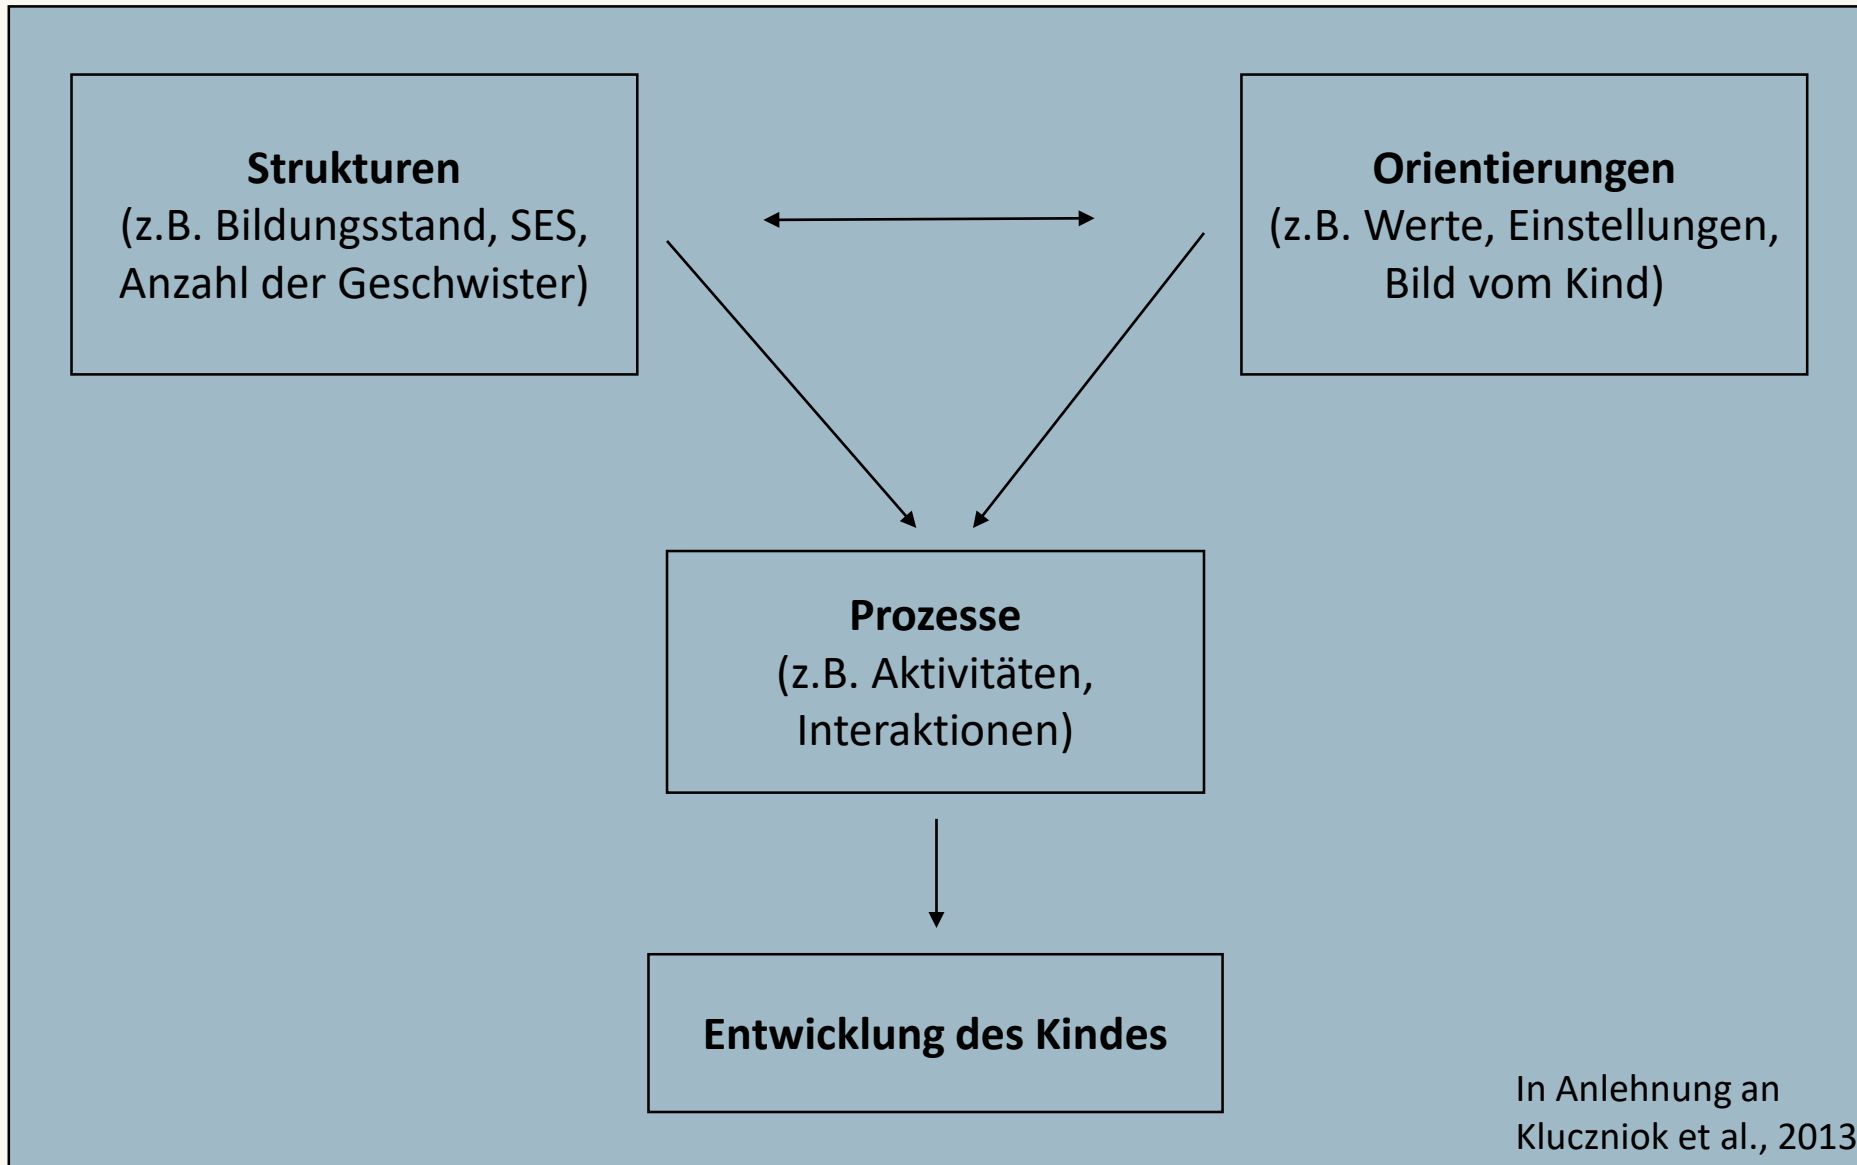 Strukturen
(z.B. Bildungsstand, SES,
Anzahl der Geschwister)
Orientierungen
(z.B. Werte, Einstellungen,
Bild vom Kind)
Prozesse
(z.B. Aktivitäten,
Interaktionen)
Entwicklung des Kindes
In Anlehnung an
Kluczniok et al., 2013